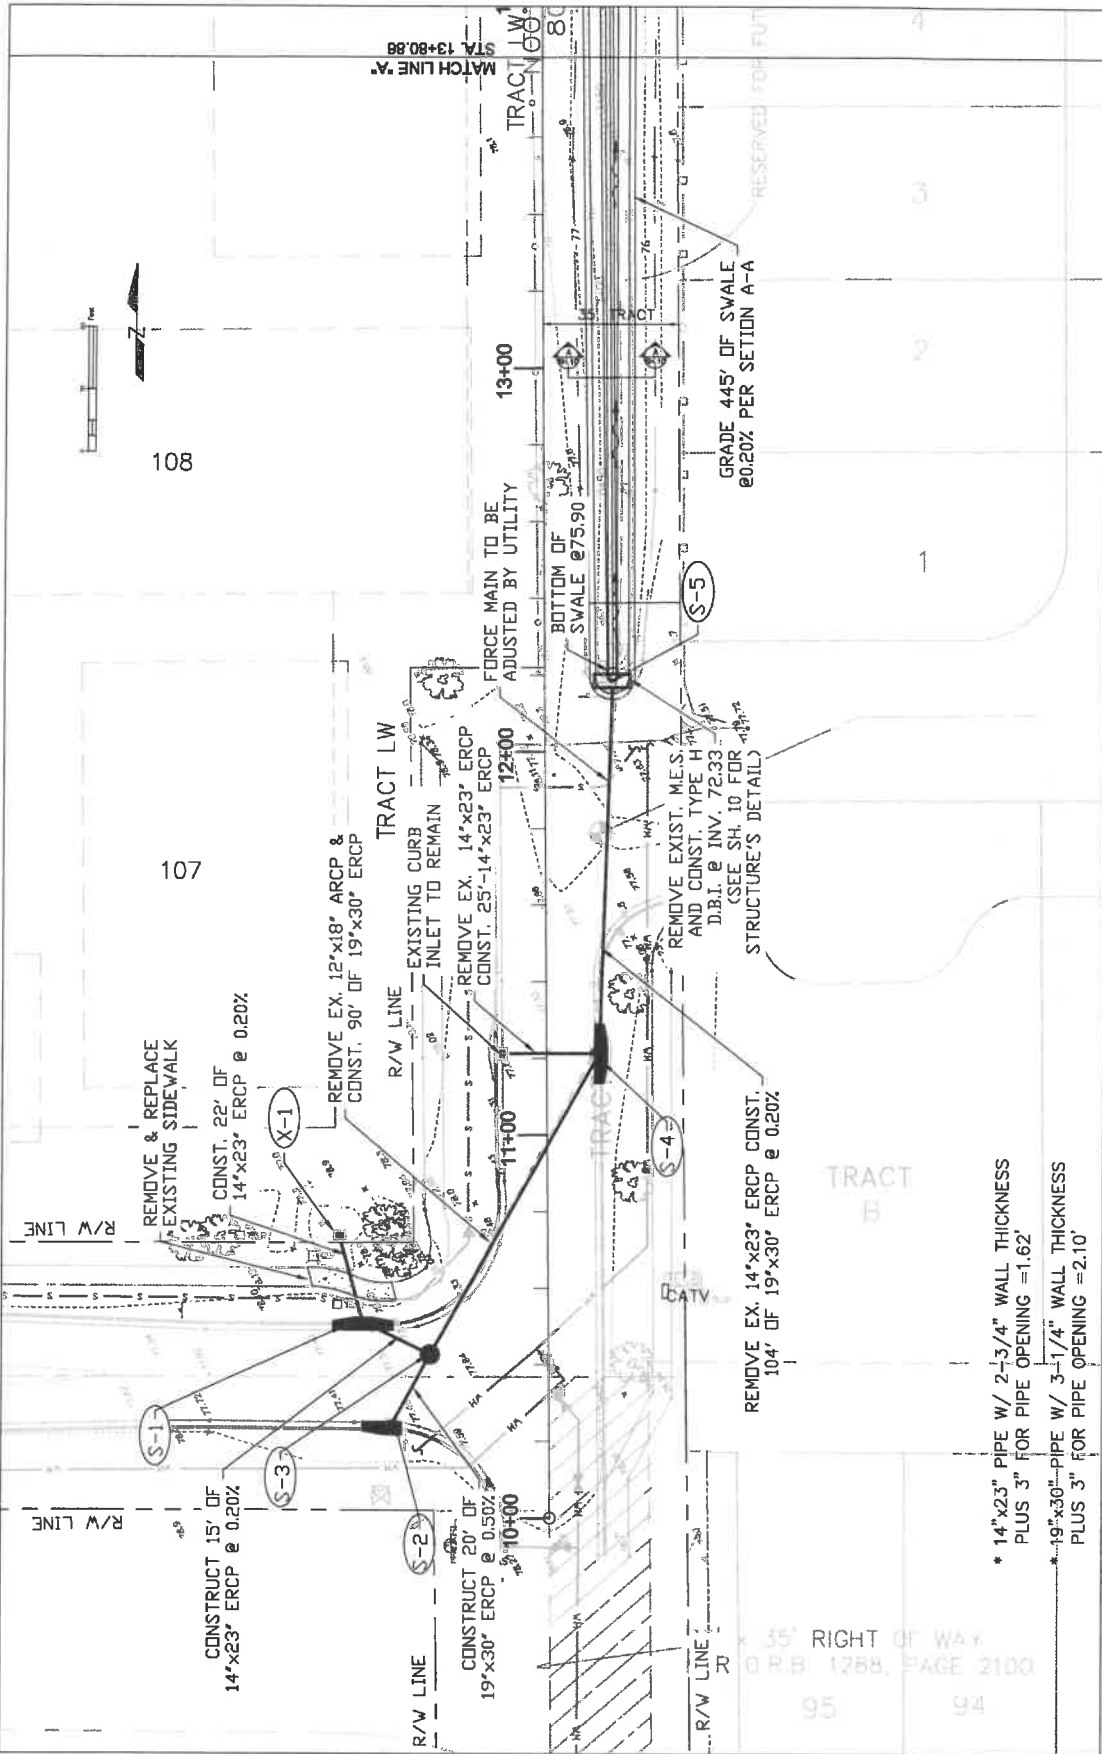 MATCH LINE "A"
STA. 13+80.88
TRACT LW
108
Z
13+00
35' TRACT
RESERVED FOR FUT
4
3
2
1
GRADE 445' OF SWALE
@0.20% PER SETION A-A
FORCE MAIN TO BE
ADUSTED BY UTILITY
BOTTOM OF
SWALE @75.90
S-5
77
76
107
TRACT LW
12+00
REMOVE EXIST. M.E.S.
AND CONST. TYPE H
D.B.I. @ INV. 72.33
(SEE SH. 10 FOR
STRUCTURE'S DETAIL)
REMOVE EX. 14"x23" ERCP
CONST. 25'-14"x23" ERCP
EXISTING CURB
INLET TO REMAIN
R/W LINE
REMOVE EX. 12"x18" ARCP &
CONST. 90' OF 19"x30" ERCP
X-1
CONST. 22' OF
14"x23" ERCP @ 0.20%
REMOVE & REPLACE
EXISTING SIDEWALK
R/W LINE
11+00
S-4
TRACT
REMOVE EX. 14"x23" ERCP CONST.
104' OF 19"x30" ERCP @ 0.20%
CATV
TRACT
B
S-1
S-3
S-2
R/W LINE
CONSTRUCT 15' OF
14"x23" ERCP @ 0.20%
CONSTRUCT 20' OF
19"x30" ERCP @ 0.50%
10+00
R/W LINE
R/W LINE
35' RIGHT OF WAY
O.R.B. 1288, PAGE 2100
95
94
* 14"x23" PIPE W/ 2-3/4" WALL THICKNESS
PLUS 3" FOR PIPE OPENING =1.62'
* 19"x30" PIPE W/ 3-1/4" WALL THICKNESS
PLUS 3" FOR PIPE OPENING =2.10'